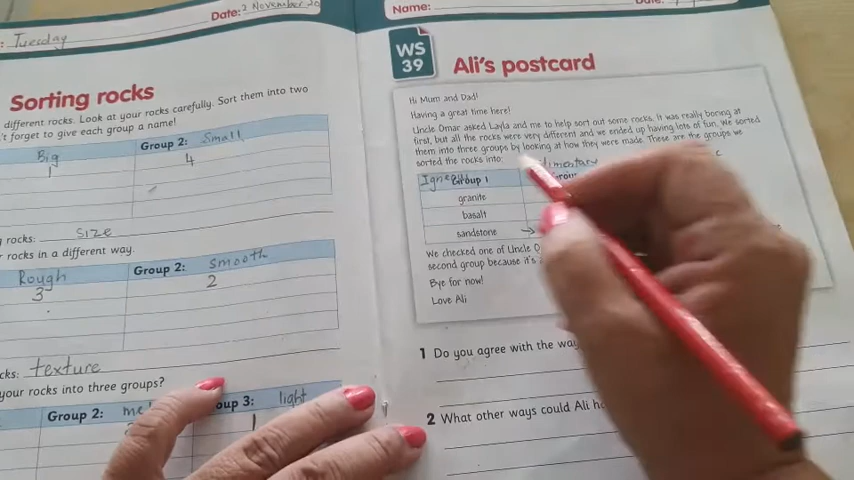 Tuesday
Date: 2 November 20
Sorting rocks
different rocks. Look at your rocks carefully. Sort them into two
't forget to give each group a name!
Big
Group 2: Small
1
4
rocks: size
rocks in a different way.
Rough
Group 2: smooth
3
2
cks: texture
your rocks into three groups?
Group 2:
oup 3: light
1
Name:
Date:
WS
39
Ali's postcard
Hi Mum and Dad!
Having a great time here!
Uncle Omar asked Layla and me to help sort out some rocks. It was really boring at
first, but all the rocks were very different and we ended up having lots of fun. We sorted
them into three groups by looking at how they were made. These are the groups we
sorted the rocks into:
Group 1
granite
basalt
sandstone
We checked one of Uncle
second group because it's
Bye for now!
Love Ali
1 Do you agree with the way
2 What other ways could Ali h